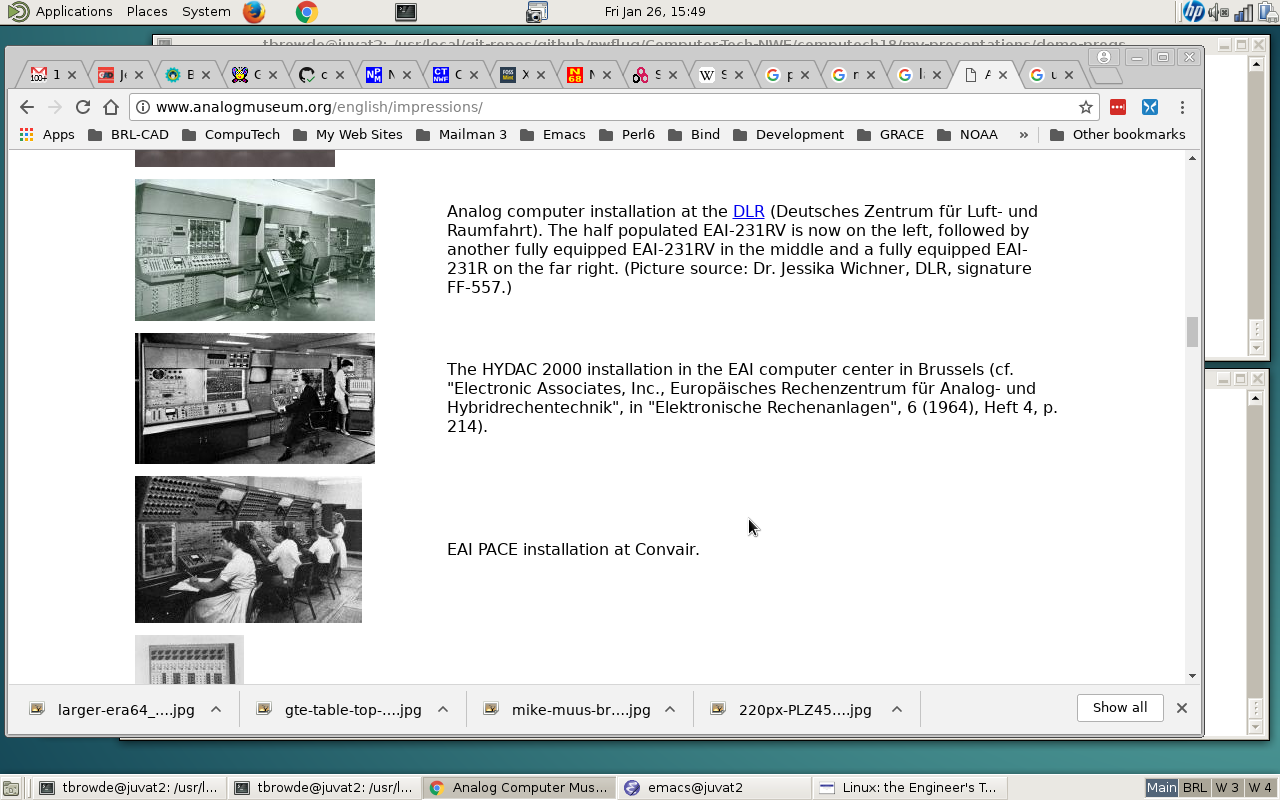 Applications Places System Fri Jan 26, 15:49
tbrowde@juvat2: /usr/local/git-repos/github/nwflug/Computer-Tech-NWF/computech18/mypresentations/demo-progs
100+ 1 J B G c NP M N CT NWF C FOSS Mint X N 68 N S W S p r l A u
www.analogmuseum.org/english/impressions/
Apps BRL-CAD CompuTech My Web Sites Mailman 3 Emacs Perl6 Bind Development GRACE NOAA » Other bookmarks
Analog computer installation at the DLR (Deutsches Zentrum für Luft- und
Raumfahrt). The half populated EAI-231RV is now on the left, followed by
another fully equipped EAI-231RV in the middle and a fully equipped EAI-
231R on the far right. (Picture source: Dr. Jessika Wichner, DLR, signature
FF-557.)
The HYDAC 2000 installation in the EAI computer center in Brussels (cf.
"Electronic Associates, Inc., Europäisches Rechenzentrum für Analog- und
Hybridrechentechnik", in "Elektronische Rechenanlagen", 6 (1964), Heft 4, p.
214).
EAI PACE installation at Convair.
larger-era64_....jpg gte-table-top-....jpg mike-muus-br....jpg 220px-PLZ45....jpg Show all
tbrowde@juvat2: /usr/l... tbrowde@juvat2: /usr/l... Analog Computer Mus... emacs@juvat2 Linux: the Engineer's T... Main BRL W 3 W 4